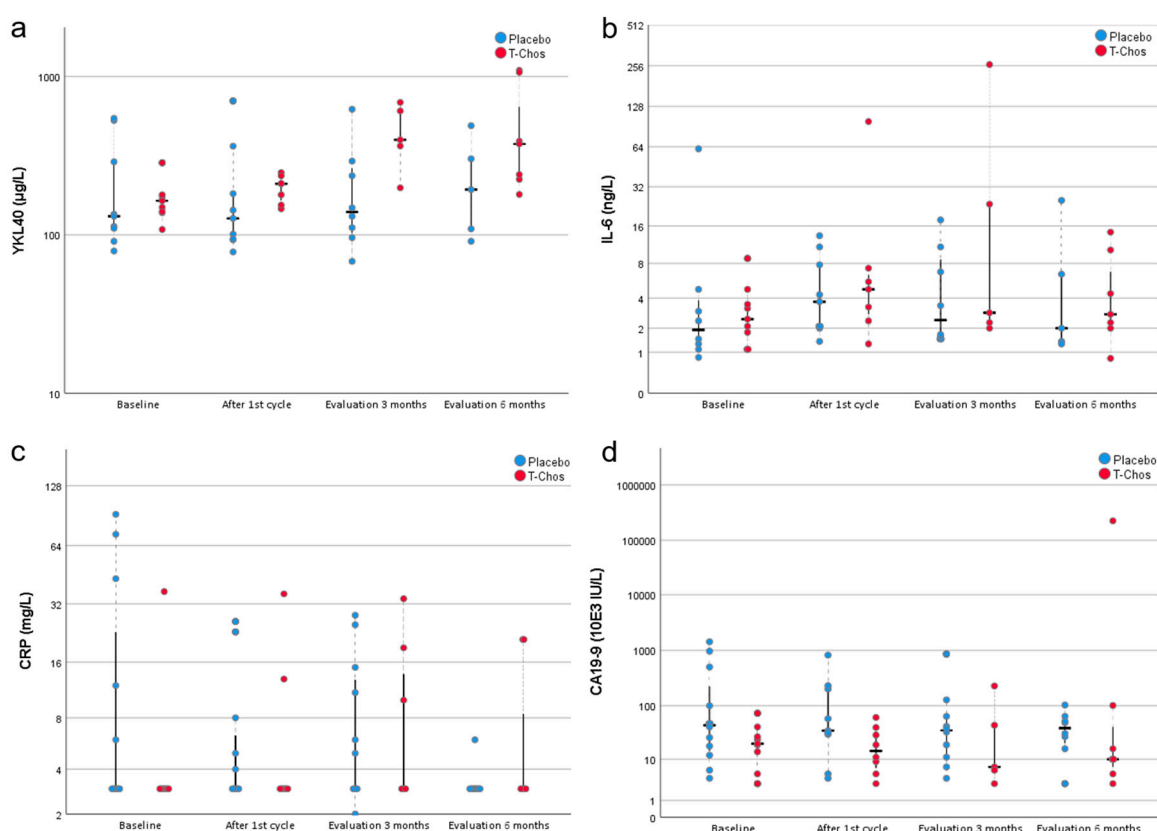 a
Placebo
T-Chos
1000
100
10
YKL40 (µg/L)
Baseline After 1st cycle Evaluation 3 months Evaluation 6 months
b
Placebo
T-Chos
512
256
128
64
32
16
8
4
2
1
0
IL-6 (ng/L)
Baseline After 1st cycle Evaluation 3 months Evaluation 6 months
c
Placebo
T-Chos
128
64
32
16
8
4
2
CRP (mg/L)
Baseline After 1st cycle Evaluation 3 months Evaluation 6 months
d
Placebo
T-Chos
1000000
100000
10000
1000
100
10
1
0
CA19-9 (10E3 IU/L)
Baseline After 1st cycle Evaluation 3 months Evaluation 6 months